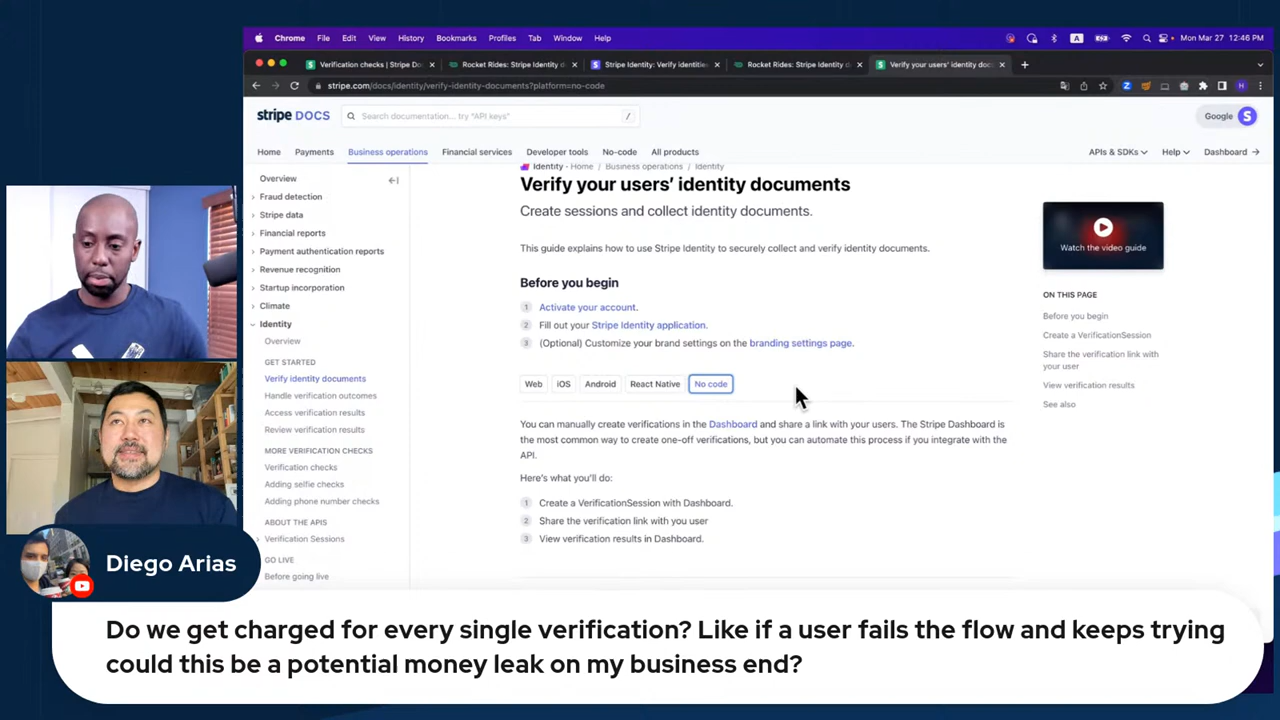 Chrome File Edit View History Bookmarks Profiles Tab Window Help
A Mon Mar 27 12:46 PM
Verification checks | Stripe Do
Rocket Rides: Stripe Identity d
Stripe Identity: Verify identities
Rocket Rides: Stripe Identity d
Verify your users' identity doc
stripe.com/docs/identity/verify-identity-documents?platform=no-code
stripe DOCS
Search documentation... try "API keys" /
Google S
Home Payments Business operations Financial services Developer tools No-code All products APIs & SDKs Help Dashboard →
Overview
Fraud detection
Stripe data
Financial reports
Payment authentication reports
Revenue recognition
Startup incorporation
Climate
Identity
Overview
GET STARTED
Verify identity documents
Handle verification outcomes
Access verification results
Review verification results
MORE VERIFICATION CHECKS
Verification checks
Adding selfie checks
Adding phone number checks
ABOUT THE APIS
Verification Sessions
GO LIVE
Before going live
Identity · Home / Business operations / Identity
Verify your users' identity documents
Create sessions and collect identity documents.
This guide explains how to use Stripe Identity to securely collect and verify identity documents.
Before you begin
1 Activate your account.
2 Fill out your Stripe Identity application.
3 (Optional) Customize your brand settings on the branding settings page.
Web iOS Android React Native No code
You can manually create verifications in the Dashboard and share a link with your users. The Stripe Dashboard is
the most common way to create one-off verifications, but you can automate this process if you integrate with the
API.
Here's what you'll do:
1 Create a VerificationSession with Dashboard.
2 Share the verification link with you user
3 View verification results in Dashboard.
Watch the video guide
ON THIS PAGE
Before you begin
Create a VerificationSession
Share the verification link with
your user
View verification results
See also
Diego Arias
Do we get charged for every single verification? Like if a user fails the flow and keeps trying
could this be a potential money leak on my business end?